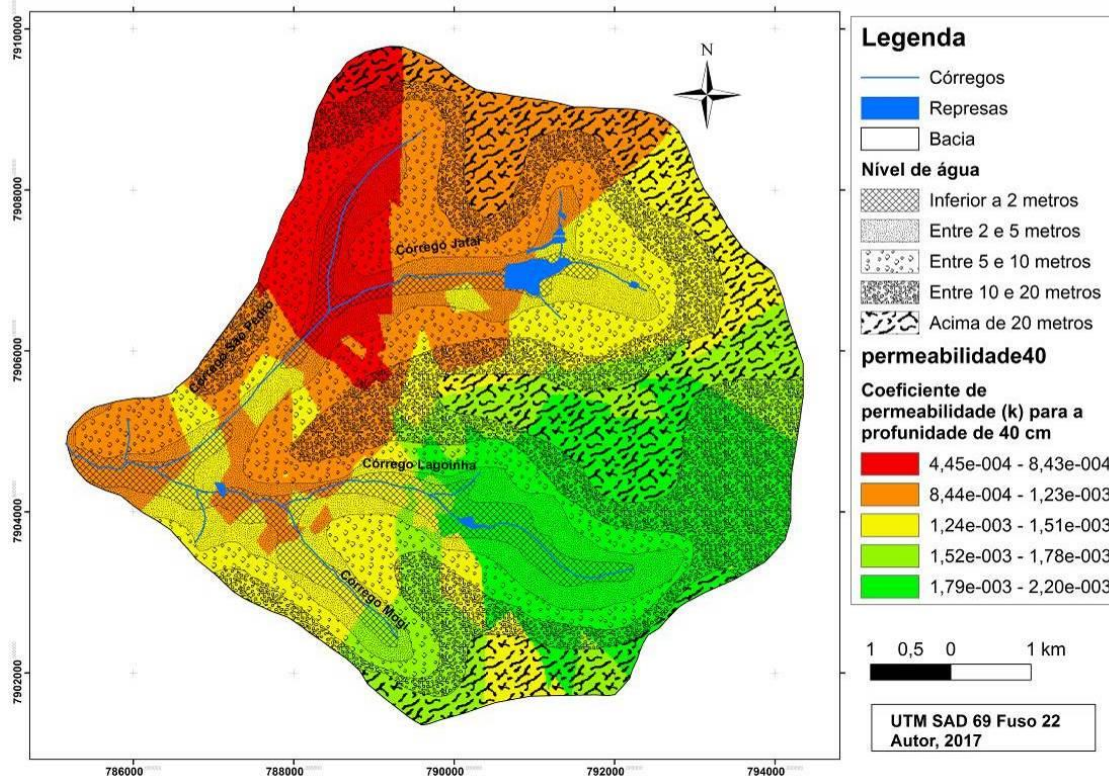 7910000
7908000
7906000
7904000
7902000
786000
788000
790000
792000
794000
N
Córrego Jataí
Córrego São Pedro
Córrego Lagoinha
Córrego Mogi
Legenda
Córregos
Represas
Bacia
Nível de água
Inferior a 2 metros
Entre 2 e 5 metros
Entre 5 e 10 metros
Entre 10 e 20 metros
Acima de 20 metros
permeabilidade40
Coeficiente de
permeabilidade (k) para a
profunidade de 40 cm
4,45e-004 - 8,43e-004
8,44e-004 - 1,23e-003
1,24e-003 - 1,51e-003
1,52e-003 - 1,78e-003
1,79e-003 - 2,20e-003
1 0,5 0 1 km
UTM SAD 69 Fuso 22
Autor, 2017